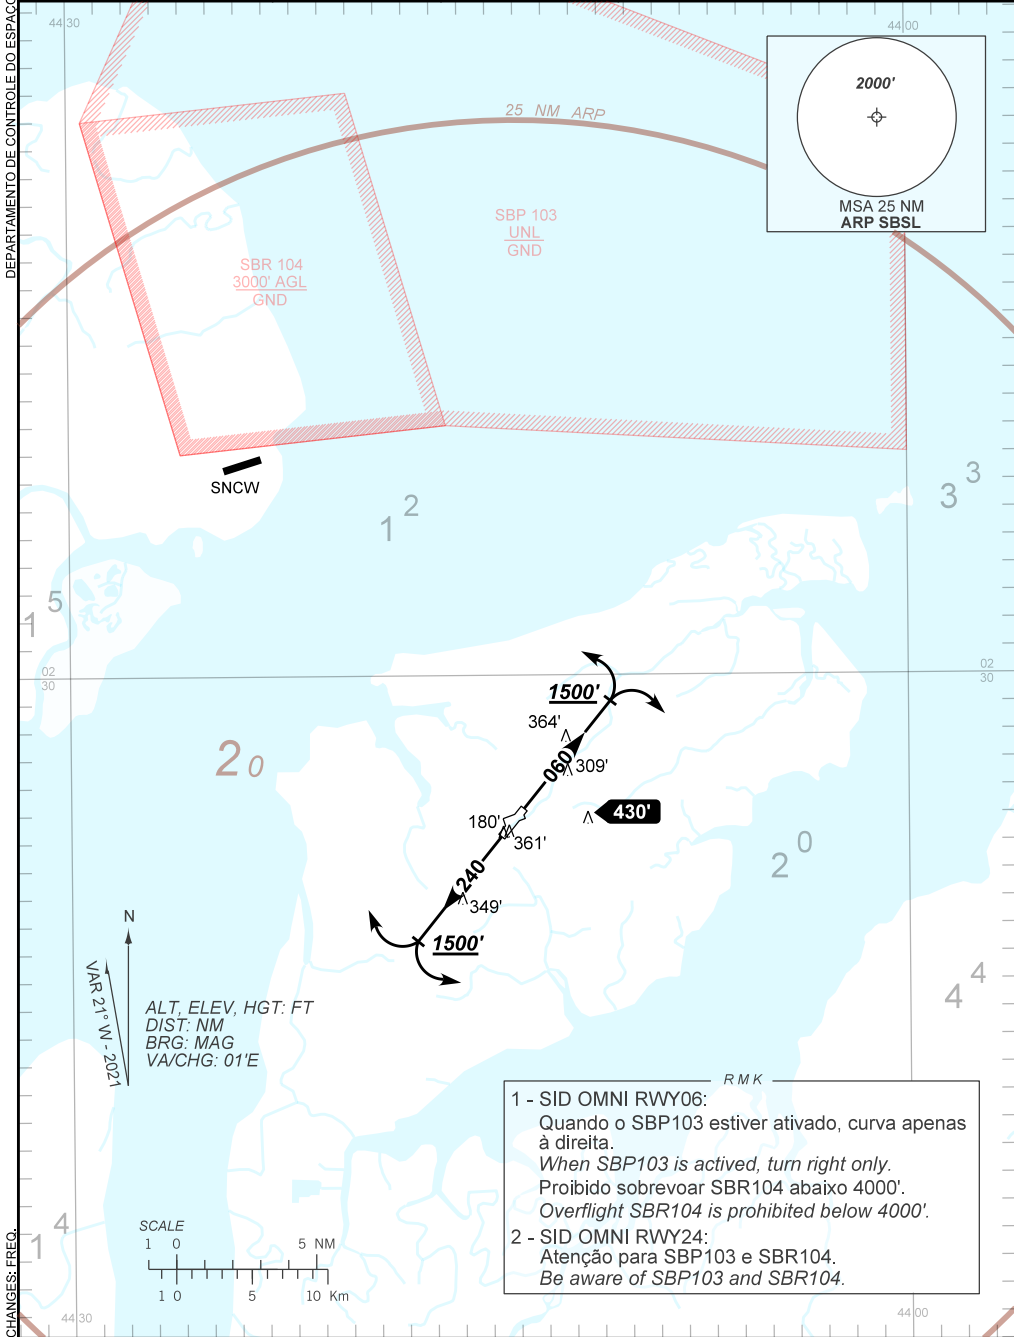 DEPARTAMENTO DE CONTROLE DO ESPAÇO
44 30
44 00
2000'
MSA 25 NM
ARP SBSL
25 NM ARP
SBP 103
UNL
GND
SBR 104
3000' AGL
GND
SNCW
1 2
3 3
1 5
02
30
02
30
1500'
364'
060
309'
2 0
430'
180'
361'
2 0
240
349'
1500'
N
VAR 21° W - 2021
4 4
ALT, ELEV, HGT: FT
DIST: NM
BRG: MAG
VA/CHG: 01'E
RMK
1 - SID OMNI RWY06:
Quando o SBP103 estiver ativado, curva apenas
à direita.
When SBP103 is actived, turn right only.
Proibido sobrevoar SBR104 abaixo 4000'.
Overflight SBR104 is prohibited below 4000'.
2 - SID OMNI RWY24:
Atenção para SBP103 e SBR104.
Be aware of SBP103 and SBR104.
1 4
SCALE
1 0 5 NM
1 0 5 10 Km
CHANGES: FREQ.
44 30
44 00